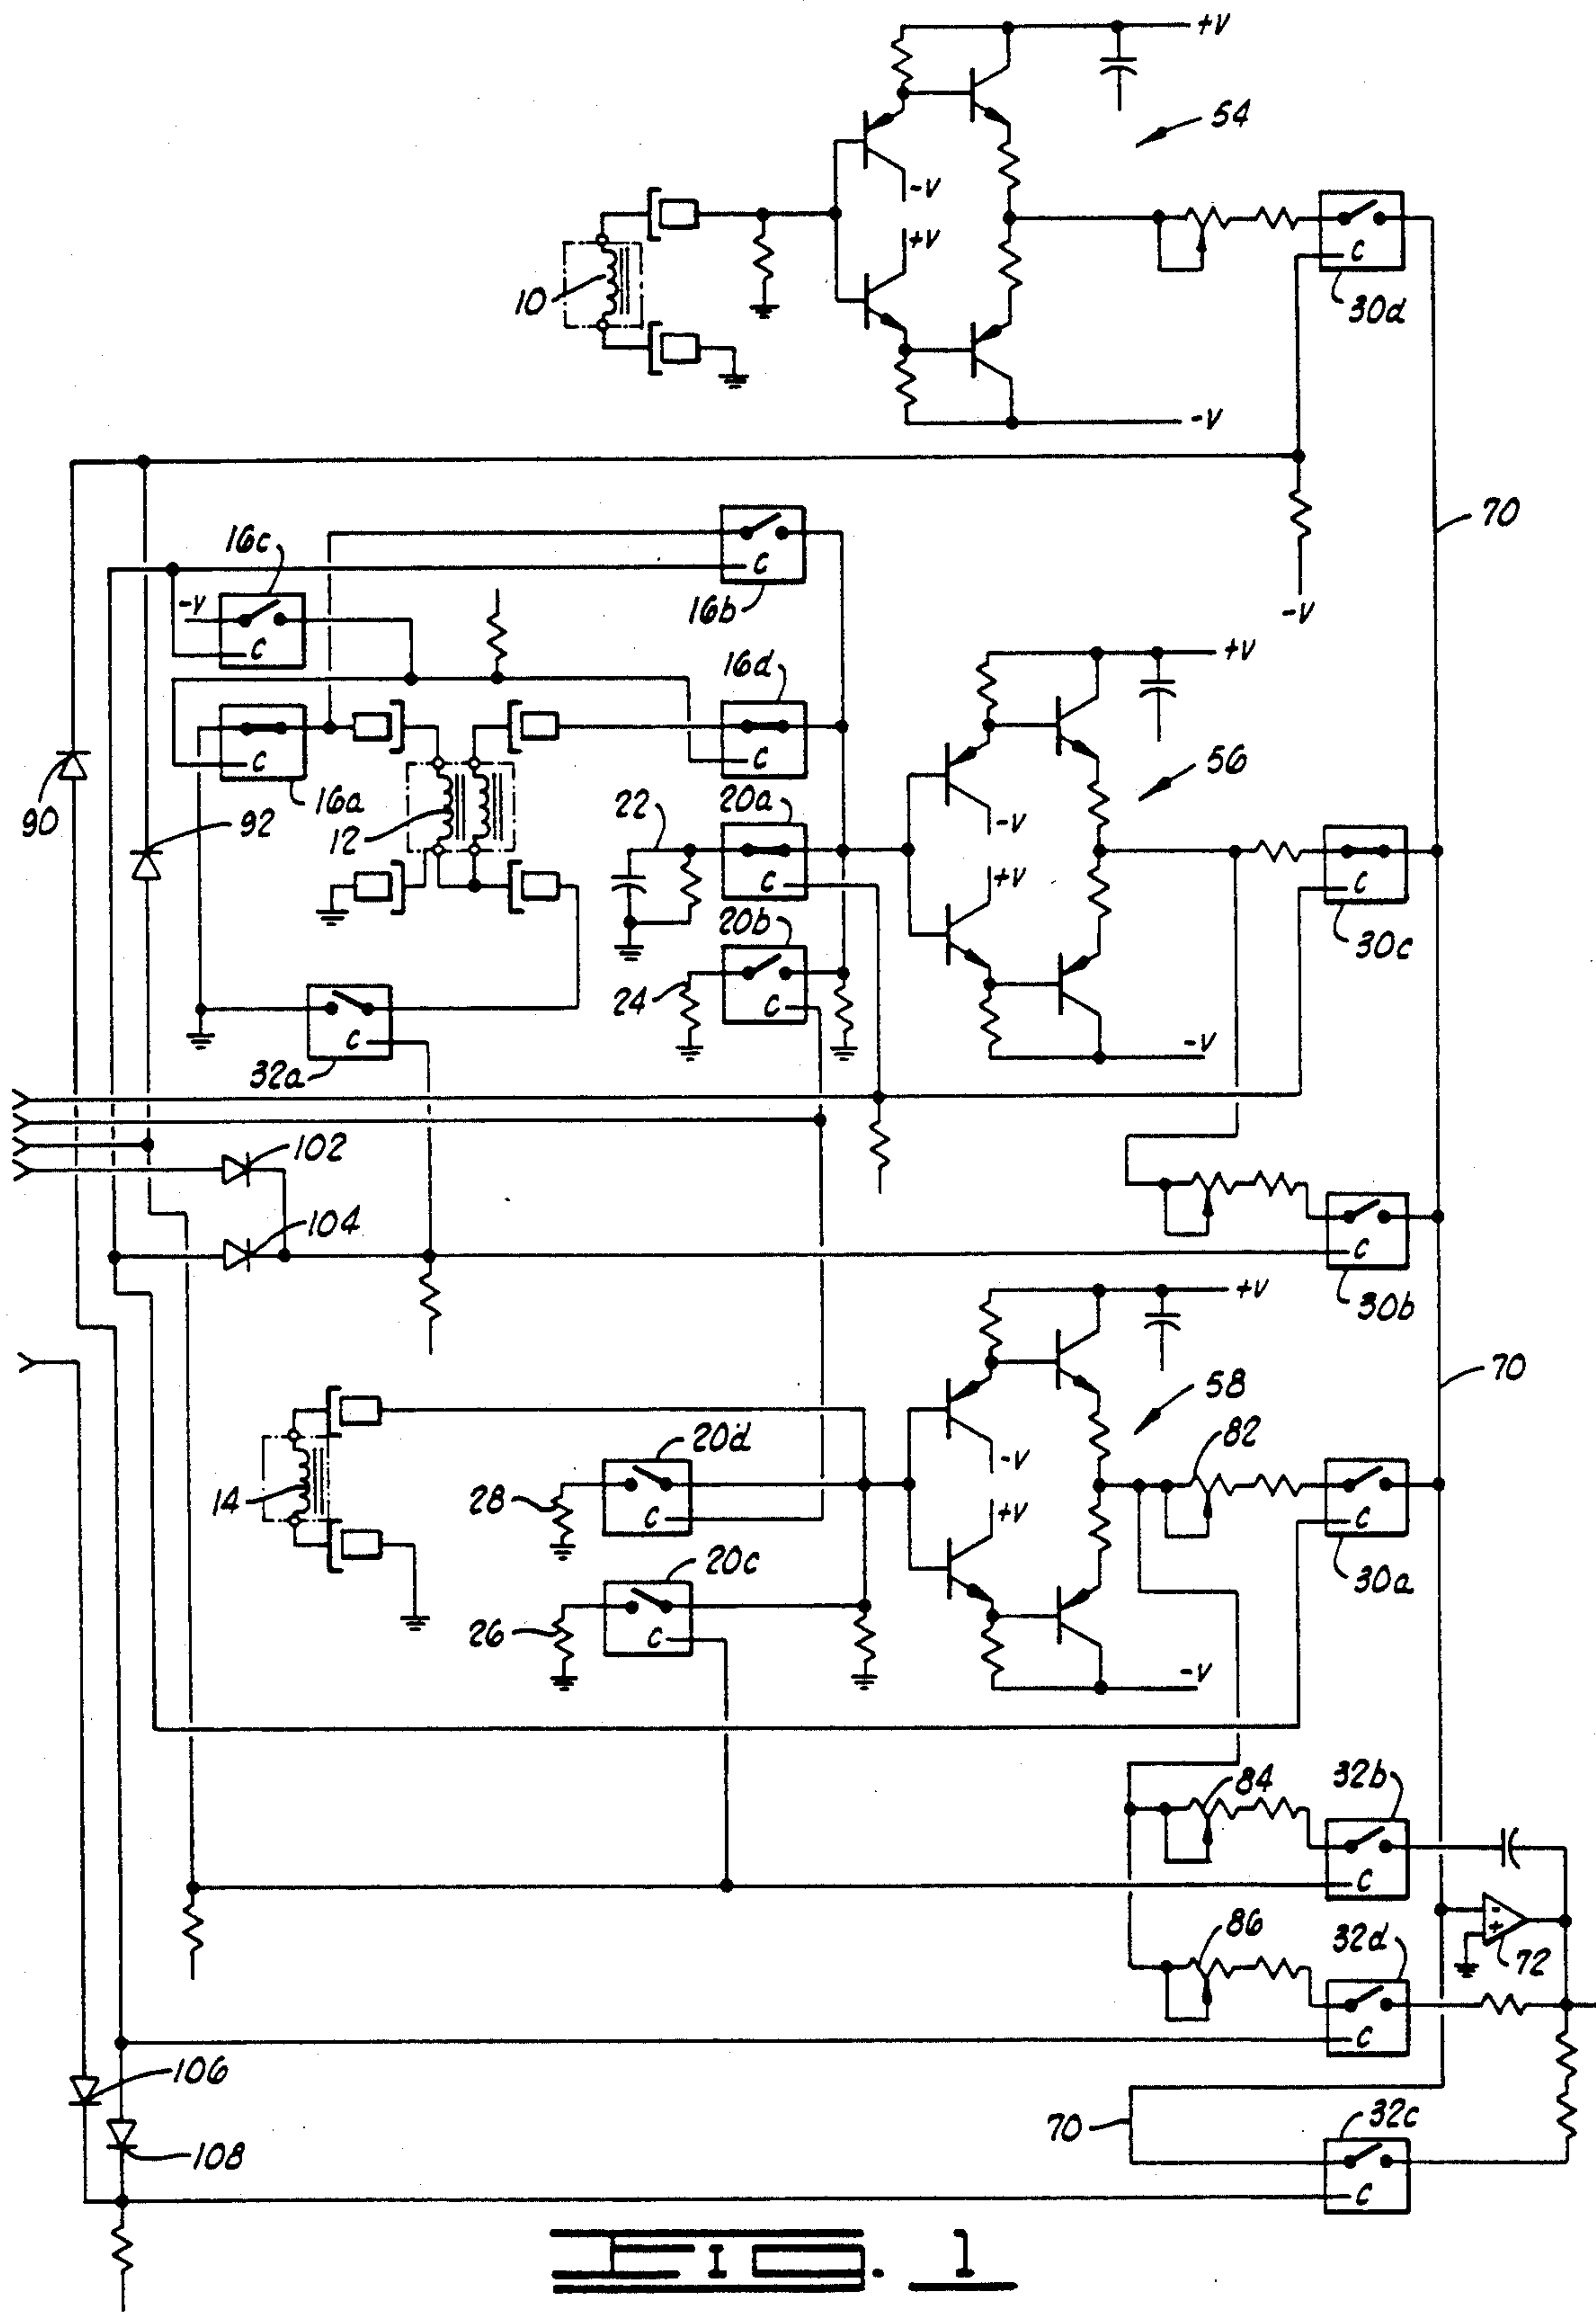 +V
54
-V
+V
10
C
30d
-V
16c
70
-V
C
C
16b
-V
16d
+V
C
C
16a
90
92
12
22
20a
56
-V
+V
C
20b
30c
24
C
C
32a
-V
102
104
C
30b
+V
70
58
82
20d
-V
14
28
C
+V
C
20c
30a
26
C
-V
84
32b
C
86
32d
-
+
72
C
106
70
32c
108
C
FIG. 1